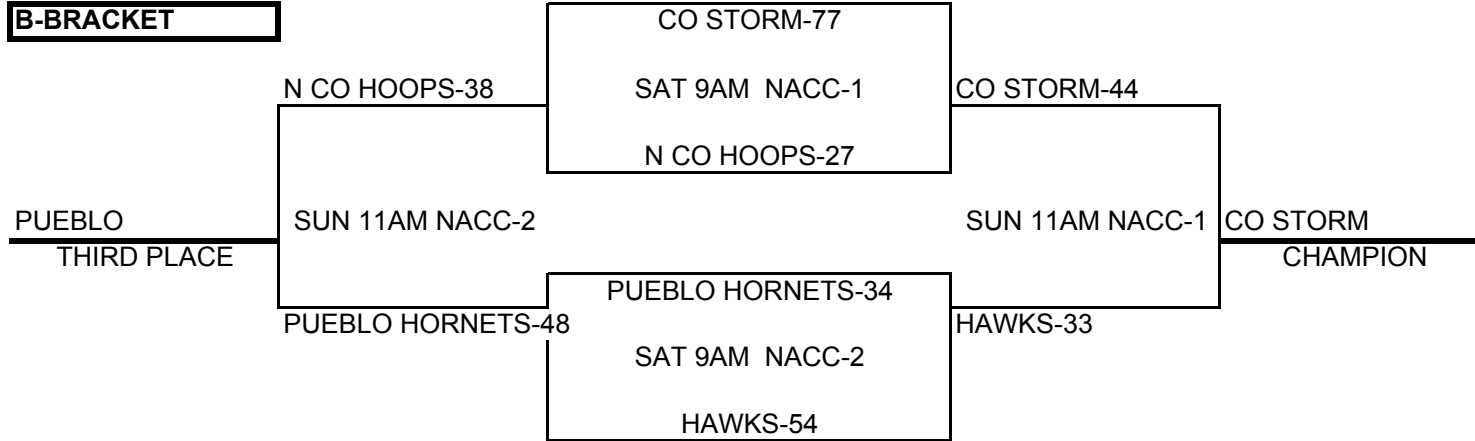 B-BRACKET
CO STORM-77
N CO HOOPS-38
SAT 9AM NACC-1
CO STORM-44
N CO HOOPS-27
PUEBLO
SUN 11AM NACC-2
SUN 11AM NACC-1
CO STORM
THIRD PLACE
CHAMPION
PUEBLO HORNETS-34
PUEBLO HORNETS-48
HAWKS-33
SAT 9AM NACC-2
HAWKS-54